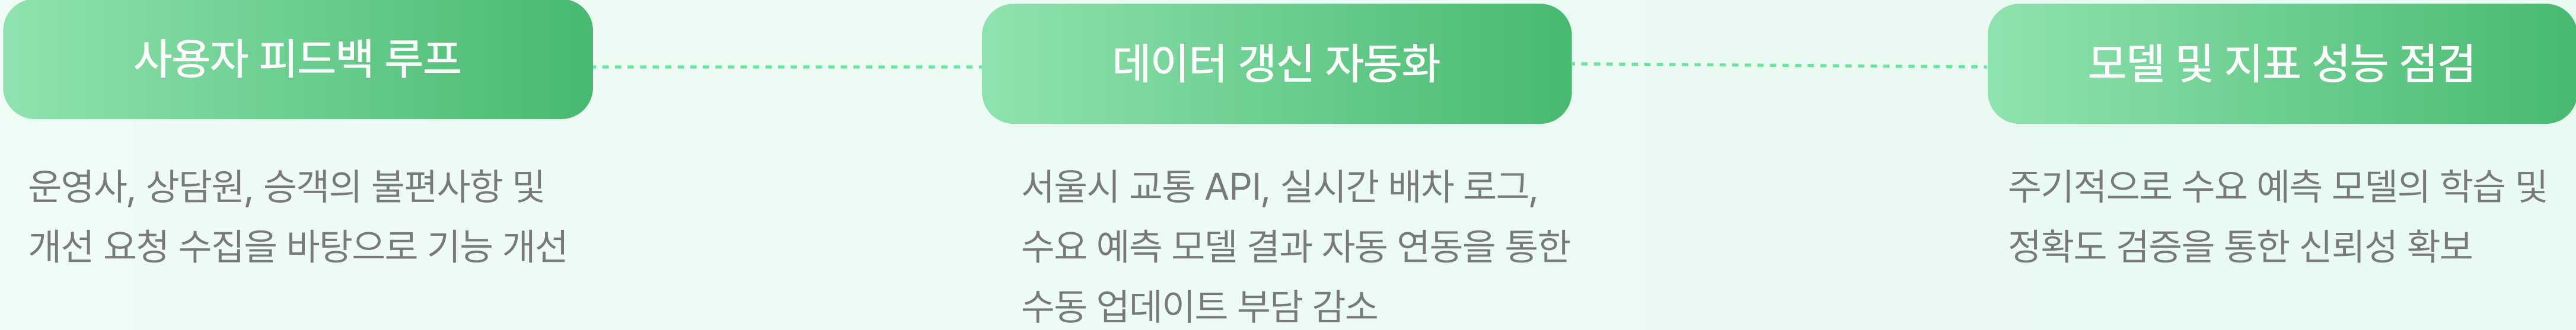 사용자 피드백 루프
운영사, 상담원, 승객의 불편사항 및
개선 요청 수집을 바탕으로 기능 개선
데이터 갱신 자동화
서울시 교통 API, 실시간 배차 로그,
수요 예측 모델 결과 자동 연동을 통한
수동 업데이트 부담 감소
모델 및 지표 성능 점검
주기적으로 수요 예측 모델의 학습 및
정확도 검증을 통한 신뢰성 확보